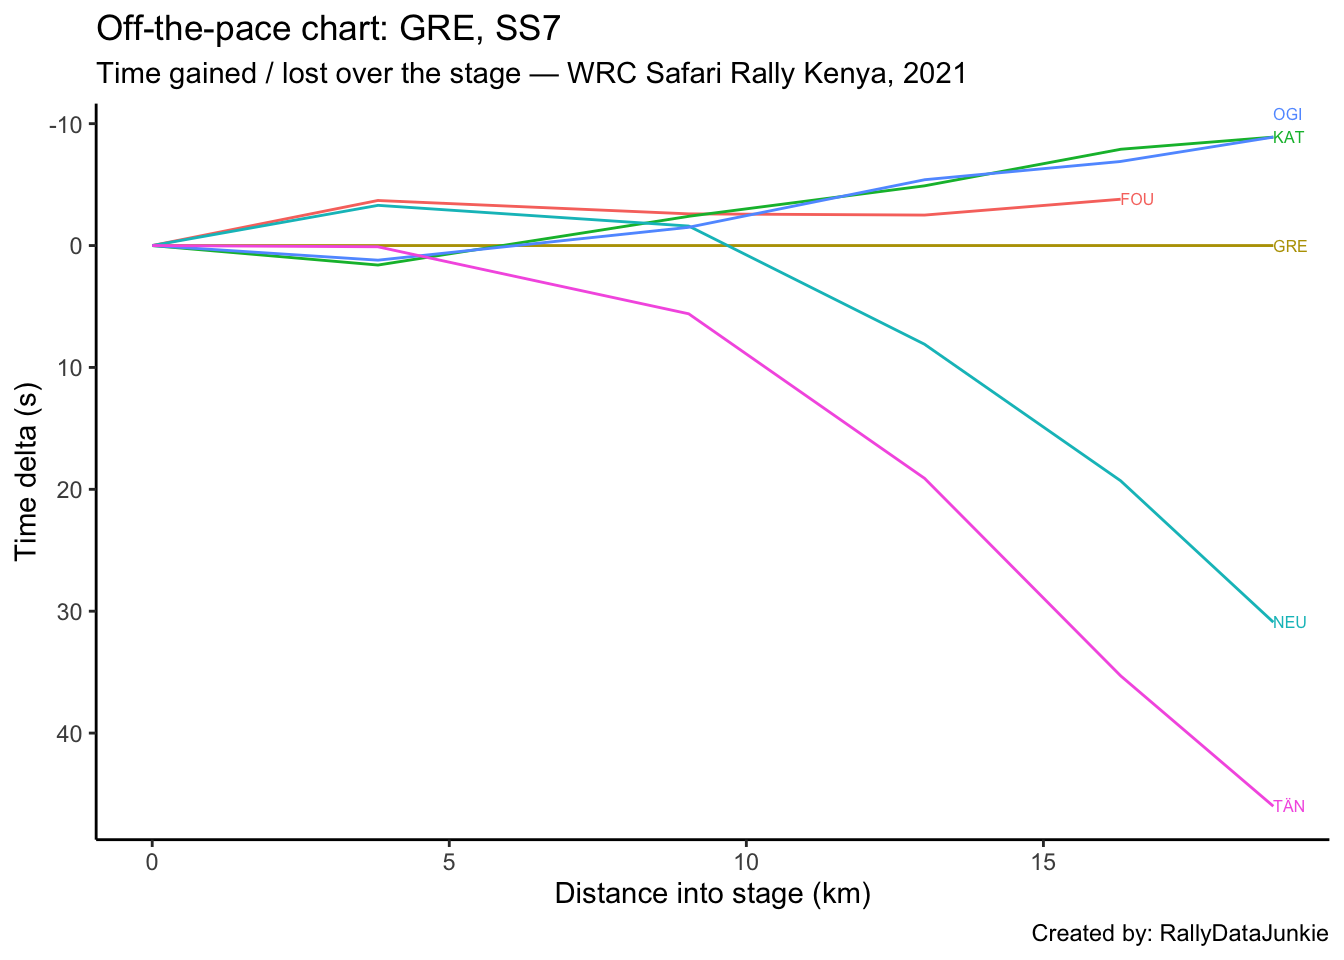 Off-the-pace chart: GRE, SS7
Time gained / lost over the stage — WRC Safari Rally Kenya, 2021
-10
0
10
20
30
40
Time delta (s)
OGI
KAT
FOU
GRE
NEU
TÄN
0
5
10
15
Distance into stage (km)
Created by: RallyDataJunkie